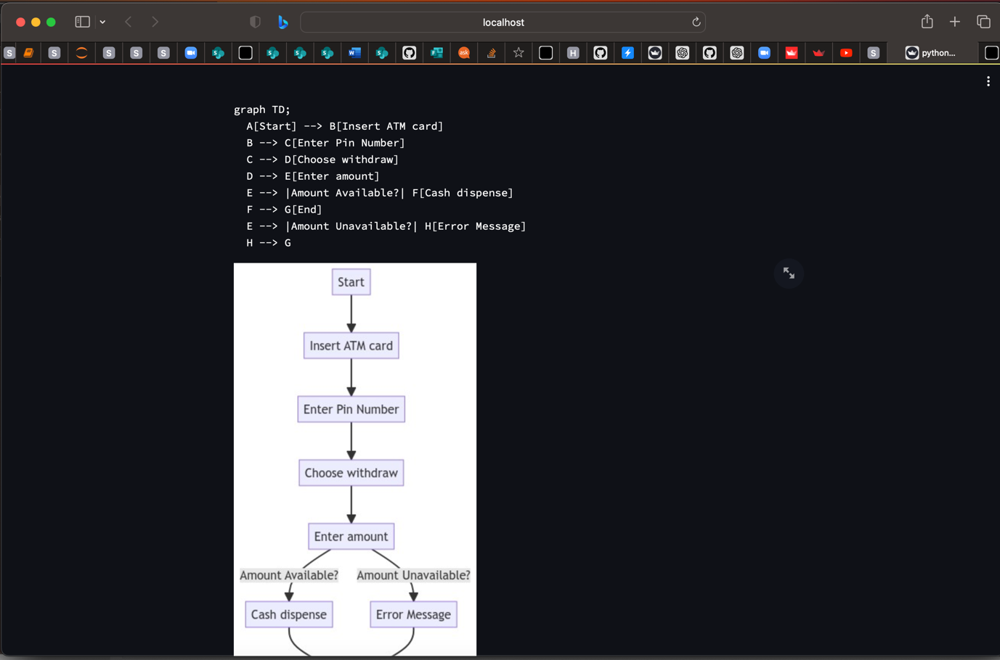 localhost
S S S S S S S S W S F ask H S python...
graph TD;
A[Start] --> B[Insert ATM card]
B --> C[Enter Pin Number]
C --> D[Choose withdraw]
D --> E[Enter amount]
E --> |Amount Available?| F[Cash dispense]
F --> G[End]
E --> |Amount Unavailable?| H[Error Message]
H --> G
Start
Insert ATM card
Enter Pin Number
Choose withdraw
Enter amount
Amount Available? Amount Unavailable?
Cash dispense Error Message